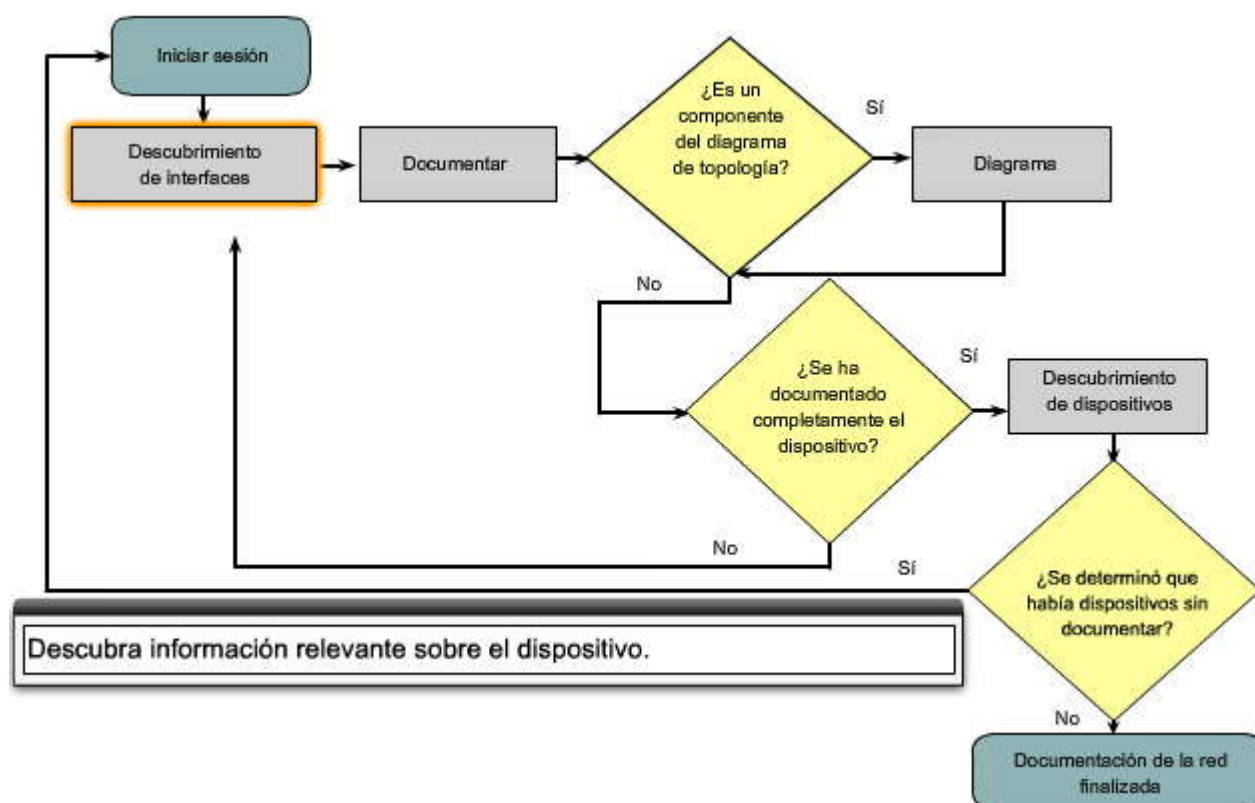 Iniciar sesión
Descubrimiento
de interfaces
Documentar
¿Es un
componente
del diagrama
de topología?
Sí
Diagrama
No
¿Se ha
documentado
completamente el
dispositivo?
Sí
Descubrimiento
de dispositivos
No
Sí
¿Se determinó que
había dispositivos sin
documentar?
Descubra información relevante sobre el dispositivo.
No
Documentación de la red
finalizada